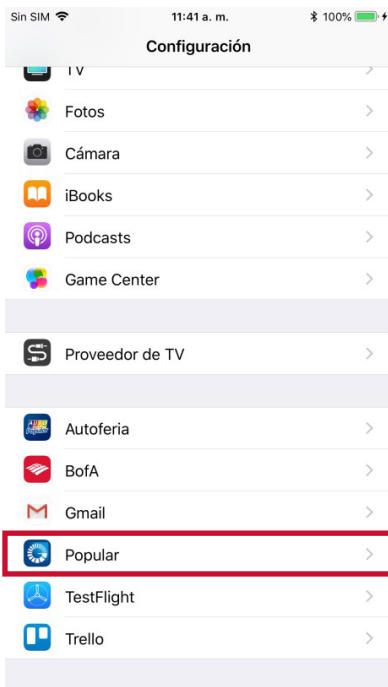 Sin SIM 11:41 a. m. 100%
Configuración
TV
Fotos
Cámara
iBooks
Podcasts
Game Center
Proveedor de TV
Autoferia
BofA
Gmail
Popular
TestFlight
Trello